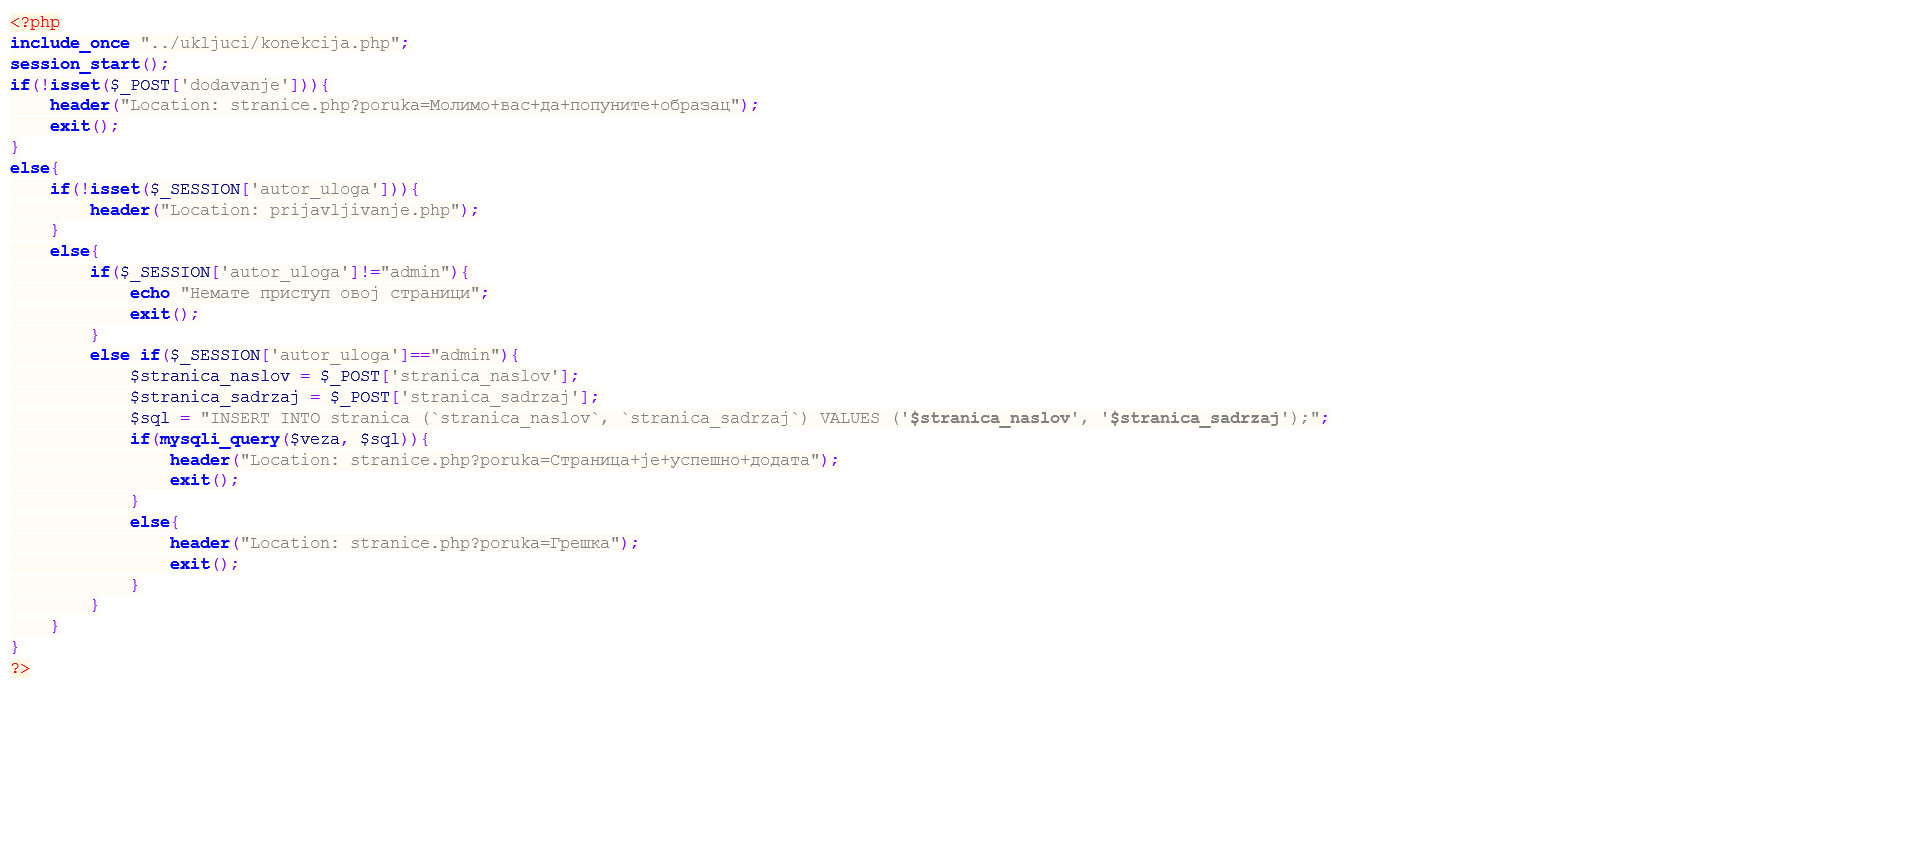 <?php
include_once "../ukljuci/konekcija.php";
session_start();
if(!isset($_POST['dodavanje'])){
    header("Location: stranice.php?poruka=Молимо+вас+да+попуните+образац");
    exit();
}
else{
    if(!isset($_SESSION['autor_uloga'])){
        header("Location: prijavljivanje.php");
    }
    else{
        if($_SESSION['autor_uloga']!="admin"){
            echo "Немате приступ овој страници";
            exit();
        }
        else if($_SESSION['autor_uloga']=="admin"){
            $stranica_naslov = $_POST['stranica_naslov'];
            $stranica_sadrzaj = $_POST['stranica_sadrzaj'];
            $sql = "INSERT INTO stranica (`stranica_naslov`, `stranica_sadrzaj`) VALUES ('$stranica_naslov', '$stranica_sadrzaj');";
            if(mysqli_query($veza, $sql)){
                header("Location: stranice.php?poruka=Страница+је+успешно+додата");
                exit();
            }
            else{
                header("Location: stranice.php?poruka=Грешка");
                exit();
            }
        }
    }
}
?>